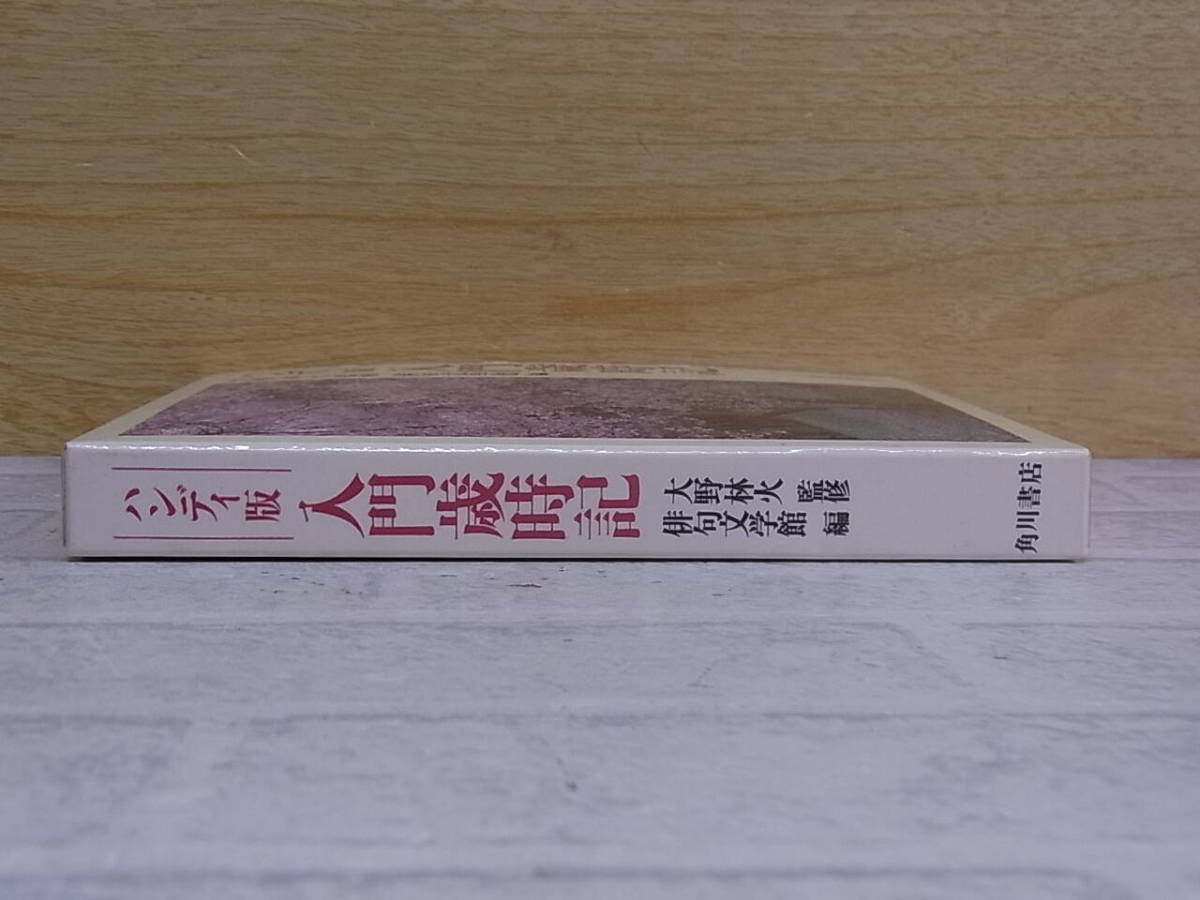 ハンディ版
入門歳時記
大野林火 監修
俳句文学館 編
角川書店